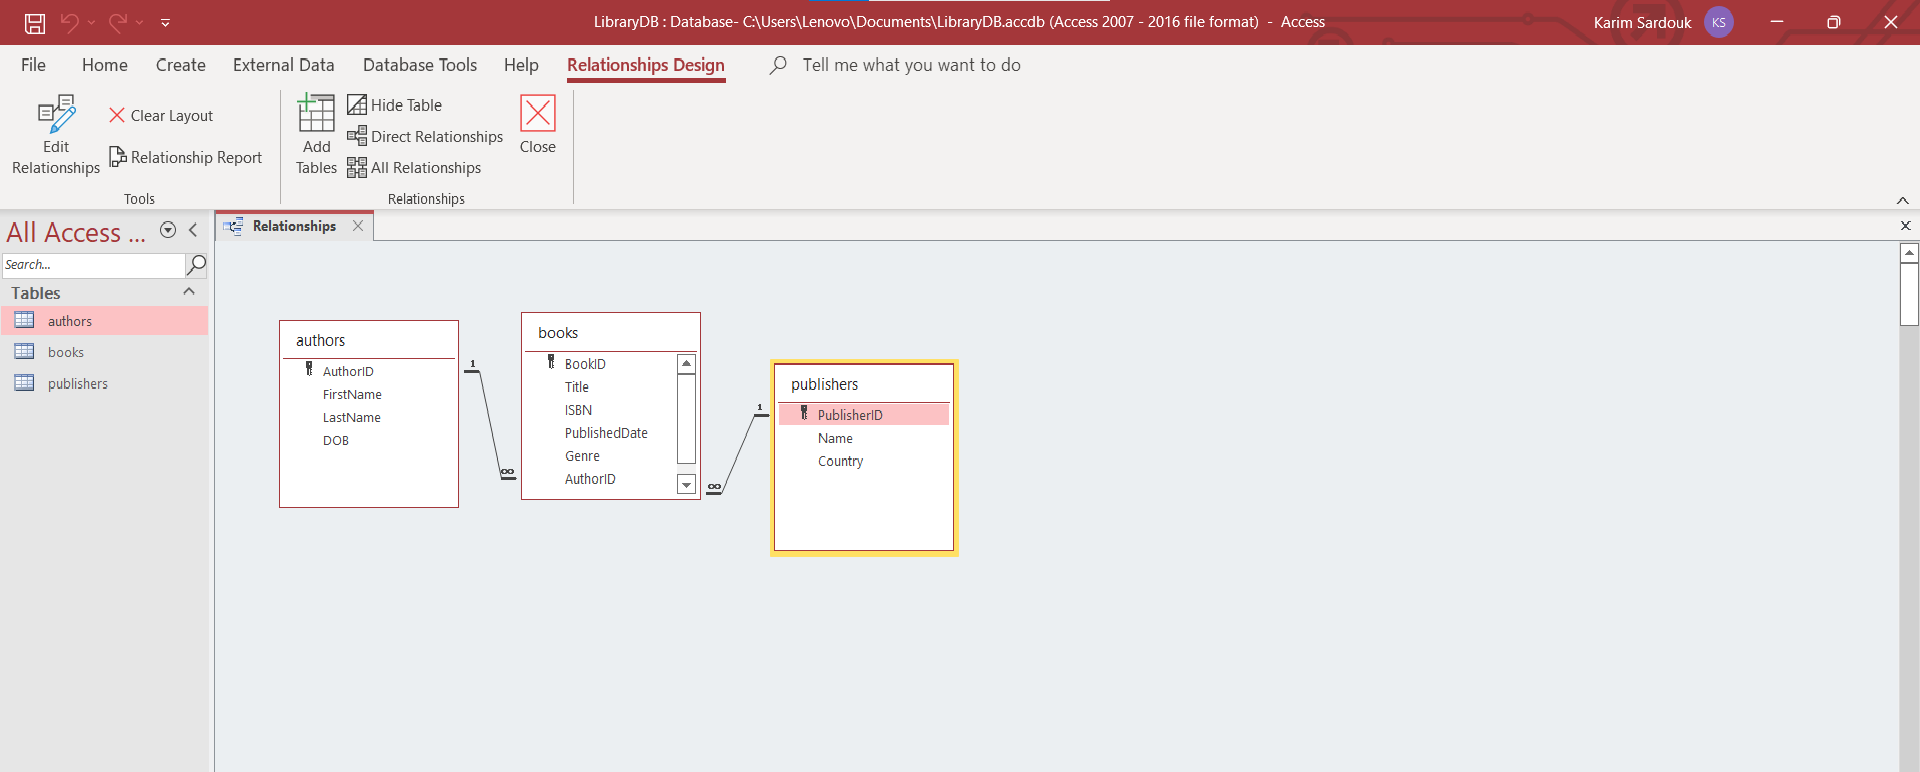 LibraryDB : Database- C:\Users\Lenovo\Documents\LibraryDB.accdb (Access 2007 - 2016 file format) - Access
Karim Sardouk
KS
File Home Create External Data Database Tools Help Relationships Design Tell me what you want to do
Edit Relationships
Clear Layout
Relationship Report
Tools
Add Tables
Hide Table
Direct Relationships
All Relationships
Close
Relationships
All Access ...
Search...
Tables
authors
books
publishers
Relationships
authors
AuthorID
FirstName
LastName
DOB
1
∞
books
BookID
Title
ISBN
PublishedDate
Genre
AuthorID
∞
1
publishers
PublisherID
Name
Country